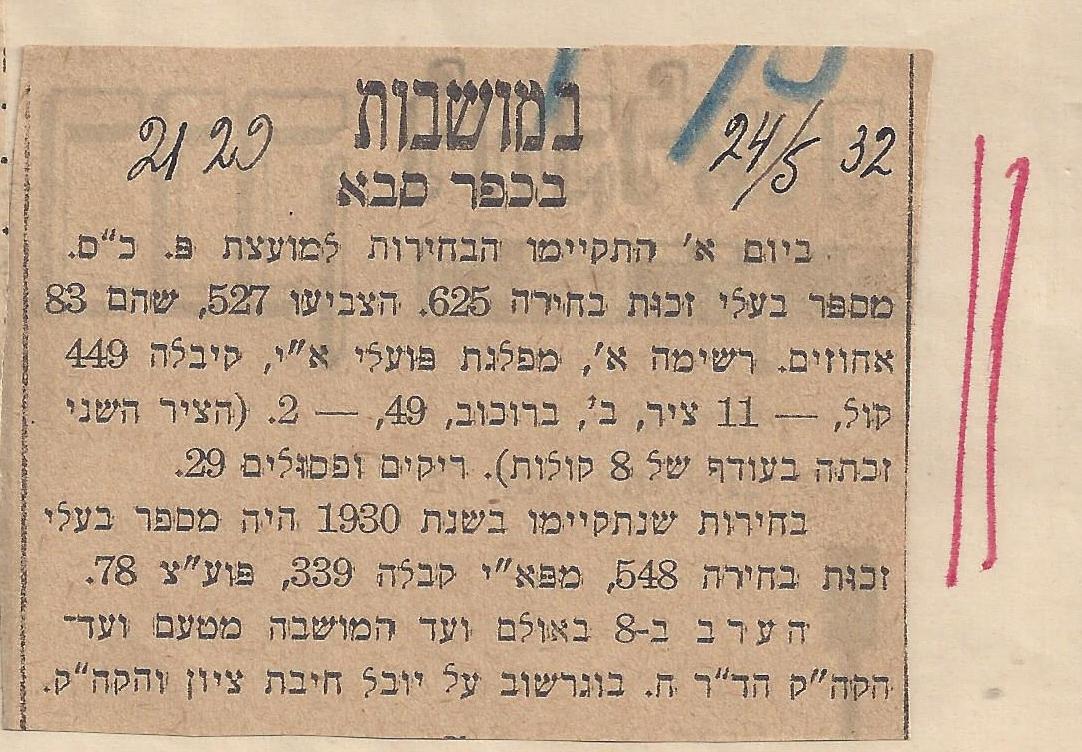 במושבות
24/5 32
21 20
בכפר סבא
ביום א׳ התקיימו הבחירות למועצת פ. כ״ס.
מספר בעלי זכות בחירה 625. הצביעו 527, שהם 83
אחוזים. רשימה א׳, מפלגת פועלי א״י, קיבלה 449
קול, — 11 ציר, ב׳, ברוכוב, 49, — 2. (הציר השני
זכתה בעודף של 8 קולות). ריקים ופסולים 29.
בחירות שנתקיימו בשנת 1930 היה מספר בעלי
זכות בחירה 548, מפא״י קבלה 339, פוע״צ 78.
הערב ב-8 באולם ועד המושבה מטעם ועד־
הקה״ק הד״ר ח. בוגרשוב על יובל חיבת ציון והקה״ק.